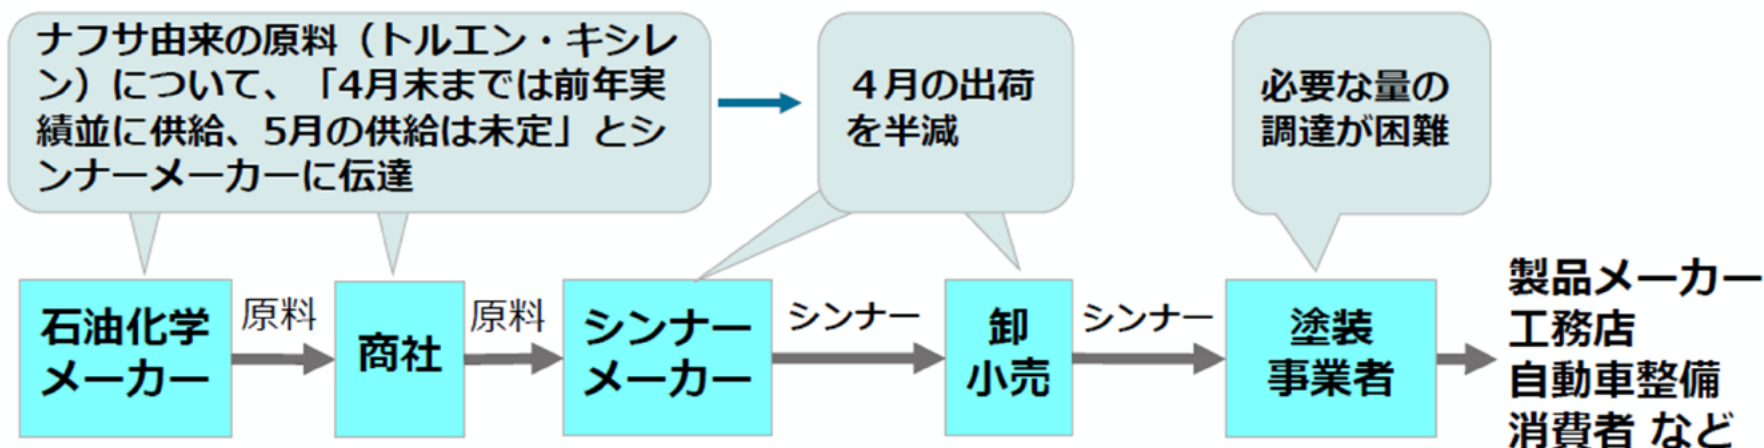 ナフサ由来の原料（トルエン・キシレ
ン）について、「4月末までは前年実
績並に供給、5月の供給は未定」とシ
ンナーメーカーに伝達
４月の出荷
を半減
必要な量の
調達が困難
石油化学
メーカー
原料
商社
原料
シンナー
メーカー
シンナー
卸
小売
シンナー
塗装
事業者
製品メーカー
工務店
自動車整備
消費者 など